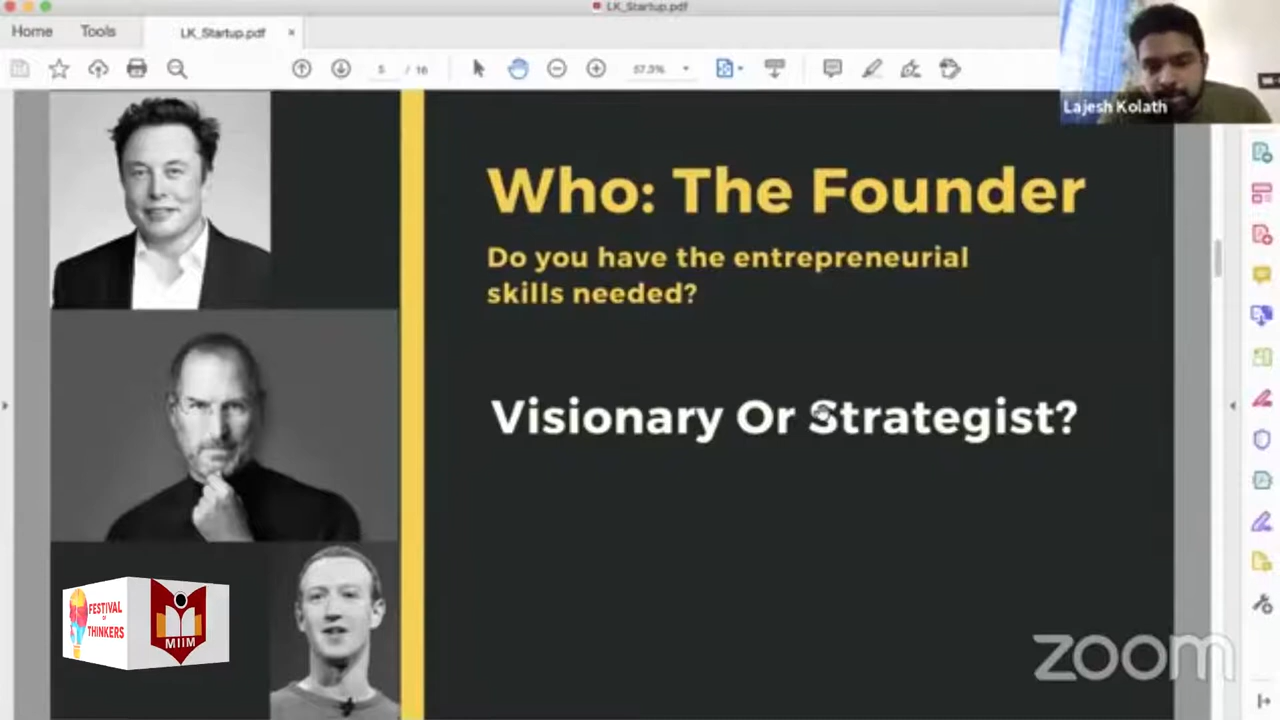 LK_Startup.pdf
Home
Tools
LK_Startup.pdf
×
5 / 16
57.3%
Lajesh Kolath
Who: The Founder
Do you have the entrepreneurial
skills needed?
Visionary Or Strategist?
FESTIVAL
OF
THINKERS
MIIM
zoom